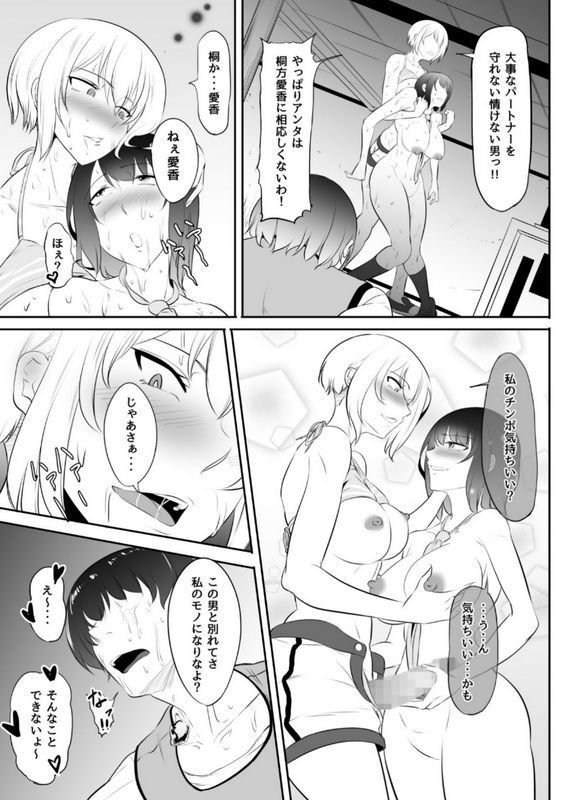 大事なパートナーを
守れない情けない男っ!!
やっぱりアンタは
桐方愛香に
相応しくないわ！
桐か・・愛香
ねぇ愛香
ほぇ？
私のチンポ気持ちいい？
・・う・・ん
気持ちいい・・かも
じゃあさぁ・・
この男と別れてさ
私のモノになりなよ？
なっ!!
え〜
そんなこと
できないょ〜